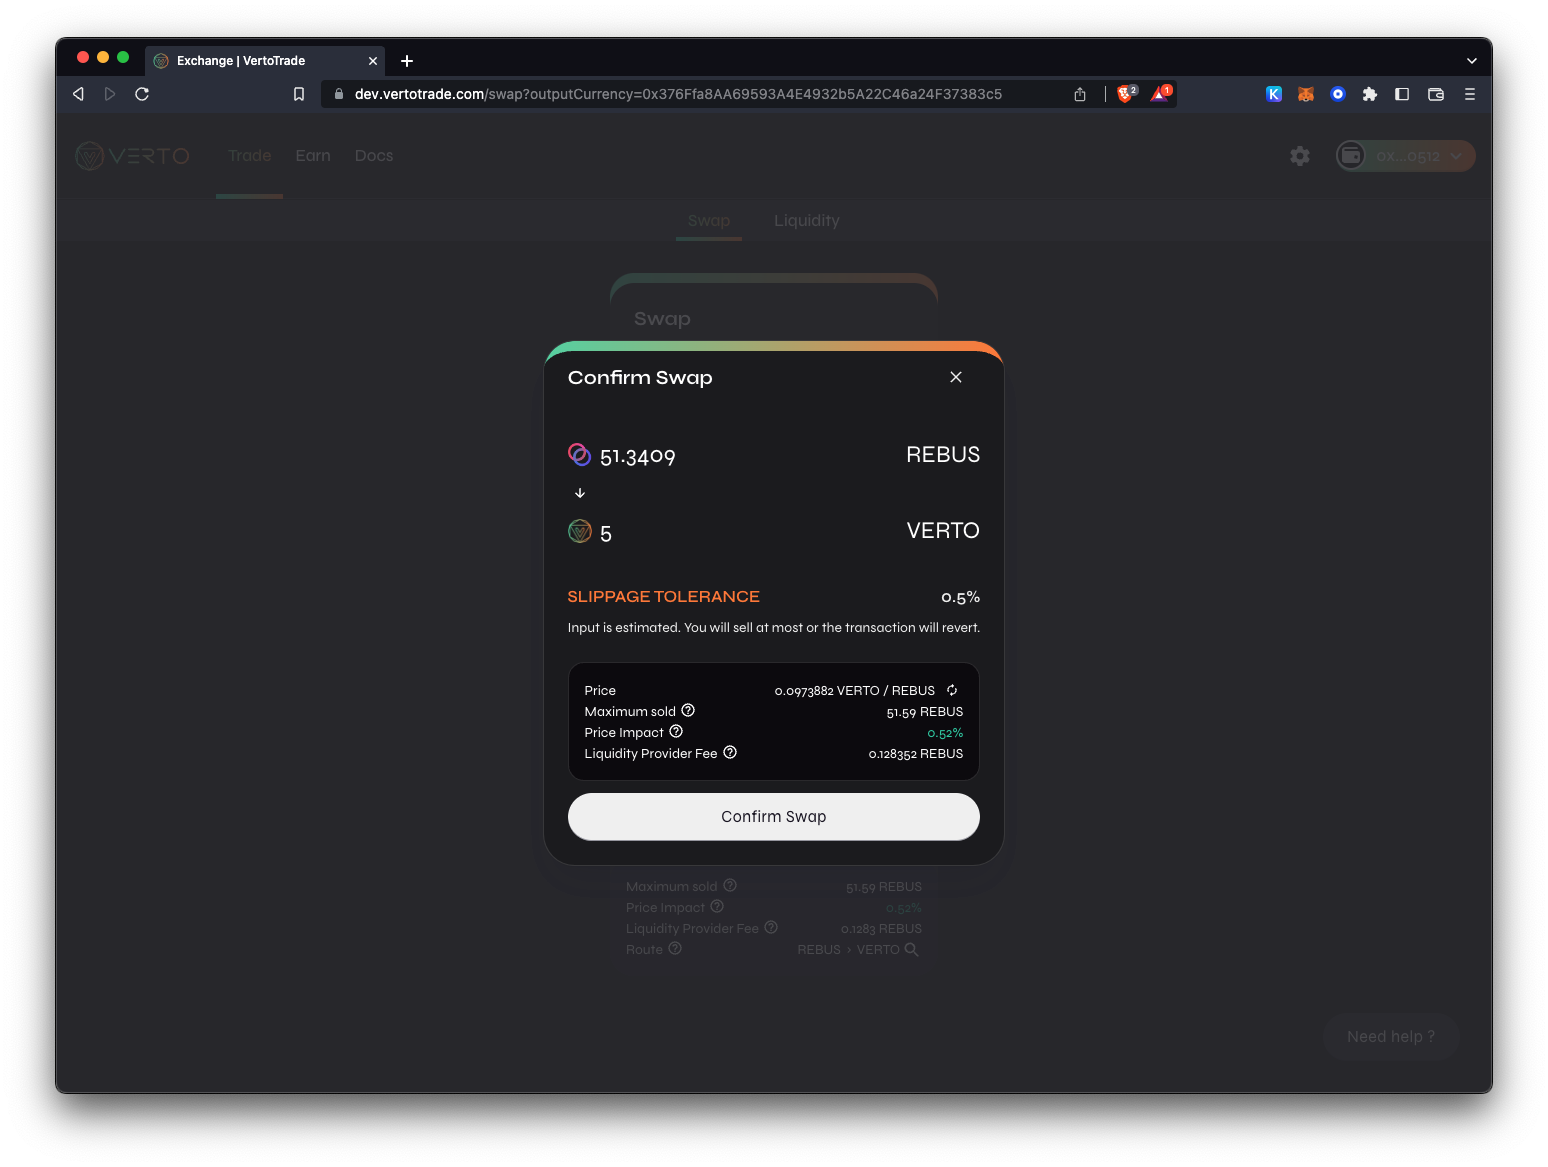 Exchange | VertoTrade
dev.vertotrade.com/swap?outputCurrency=0x376Ffa8AA69593A4E4932b5A22C46a24F37383c5
2
1
K
VERTO
Trade Earn Docs
0x...0512
Swap Liquidity
Swap
Confirm Swap
51.3409 REBUS
5 VERTO
SLIPPAGE TOLERANCE 0.5%
Input is estimated. You will sell at most or the transaction will revert.
Price 0.0973882 VERTO / REBUS
Maximum sold ? 51.59 REBUS
Price Impact ? 0.52%
Liquidity Provider Fee ? 0.128352 REBUS
Confirm Swap
Maximum sold ? 51.59 REBUS
Price Impact ? 0.52%
Liquidity Provider Fee ? 0.1283 REBUS
Route ? REBUS › VERTO
Need help ?